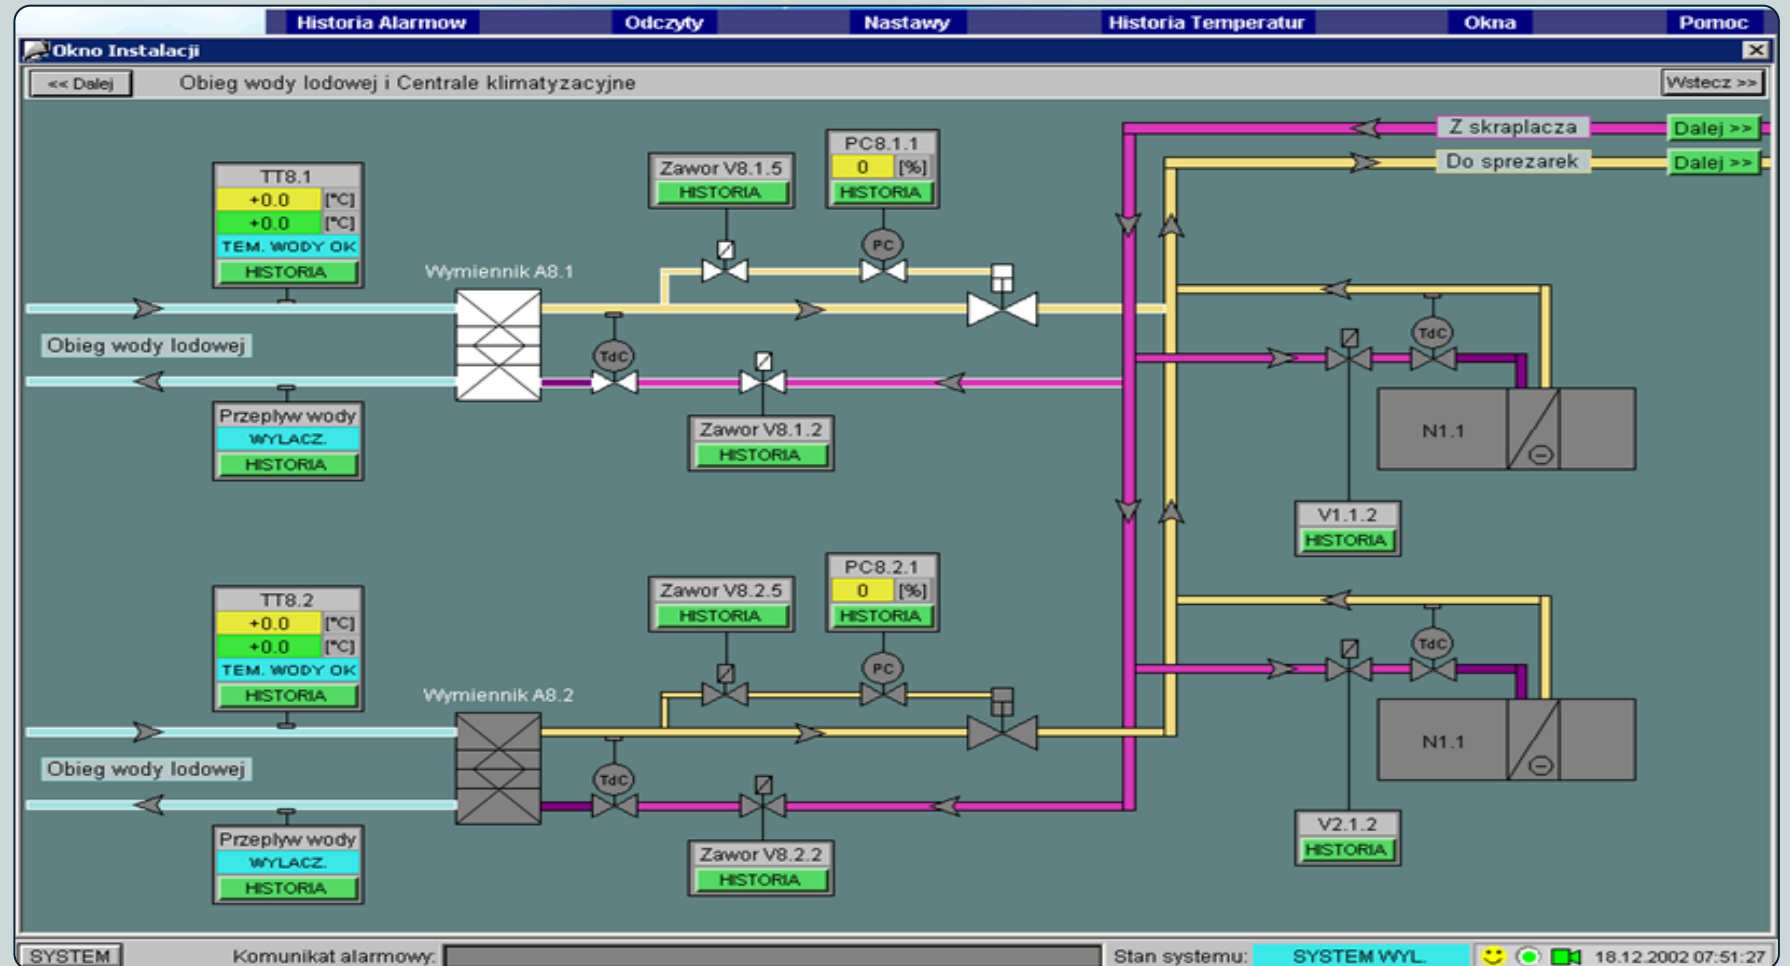 Historia Alarmow Odczyty Nastawy Historia Temperatur Okna Pomoc
Okno Instalacji
<< Dalej Obieg wody lodowej i Centrale klimatyzacyjne Wstecz >>
Z skraplacza Dalej >>
Do sprezarek Dalej >>
TT8.1
+0.0 [°C]
+0.0 [°C]
TEM. WODY OK
HISTORIA
Zawor V8.1.5
HISTORIA
PC8.1.1
0 [%]
HISTORIA
PC
Wymiennik A8.1
Obieg wody lodowej
TdC
Przeplyw wody
WYLACZ.
HISTORIA
Zawor V8.1.2
HISTORIA
TdC
N1.1
V1.1.2
HISTORIA
TT8.2
+0.0 [°C]
+0.0 [°C]
TEM. WODY OK
HISTORIA
Zawor V8.2.5
HISTORIA
PC8.2.1
0 [%]
HISTORIA
PC
Wymiennik A8.2
Obieg wody lodowej
TdC
Przeplyw wody
WYLACZ.
HISTORIA
Zawor V8.2.2
HISTORIA
TdC
N1.1
V2.1.2
HISTORIA
SYSTEM Komunikat alarmowy: Stan systemu: SYSTEM WYL. 18.12.2002 07:51:27